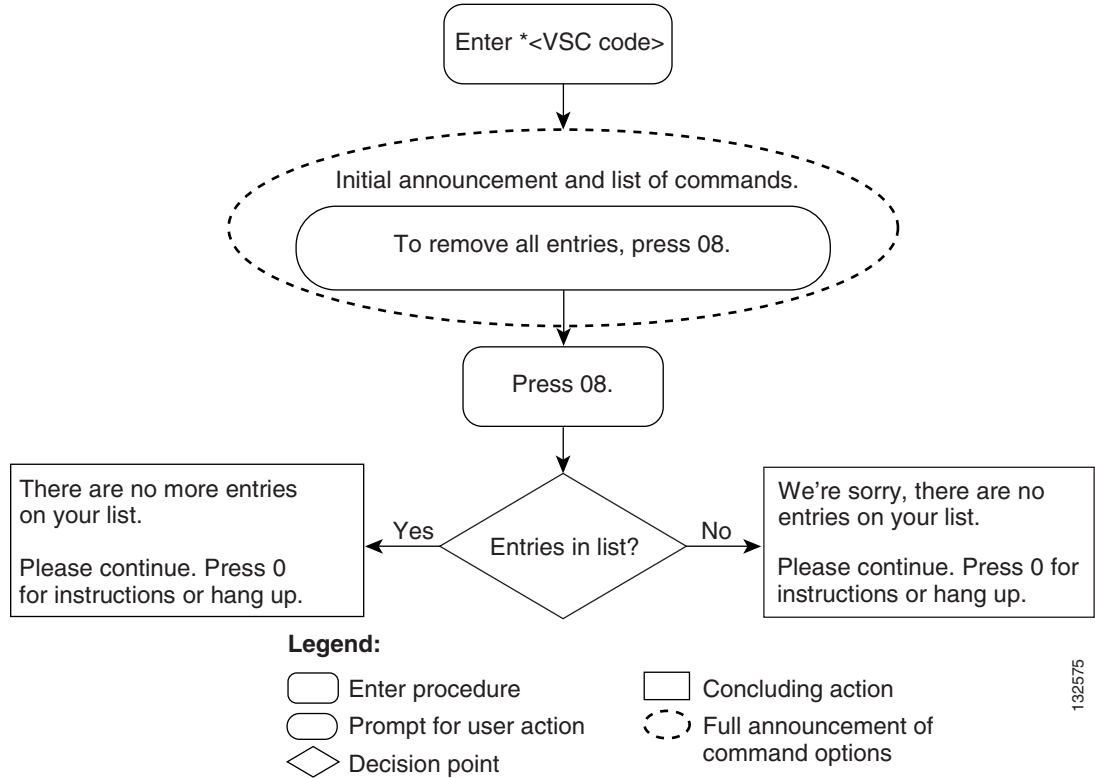 Enter *<VSC code>
Initial announcement and list of commands.
To remove all entries, press 08.
Press 08.
There are no more entries
on your list.
Please continue. Press 0
for instructions or hang up.
Yes
Entries in list?
No
We're sorry, there are no
entries on your list.
Please continue. Press 0 for
instructions or hang up.
Legend:
Enter procedure
Prompt for user action
Decision point
Concluding action
Full announcement of
command options
132575